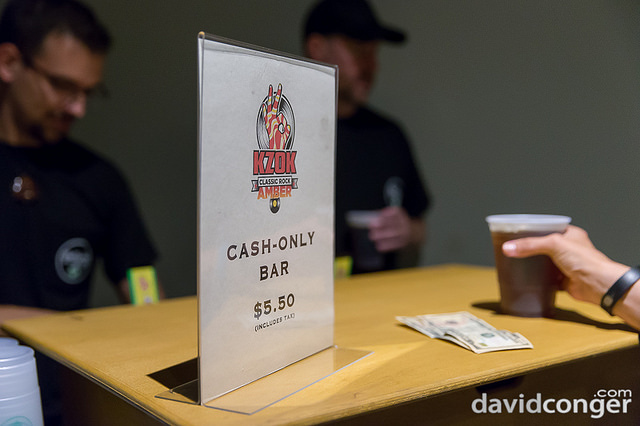 KZOK
CLASSIC ROCK
AMBER
CASH-ONLY
BAR
$5.50
(INCLUDES TAX)
davidconger.com